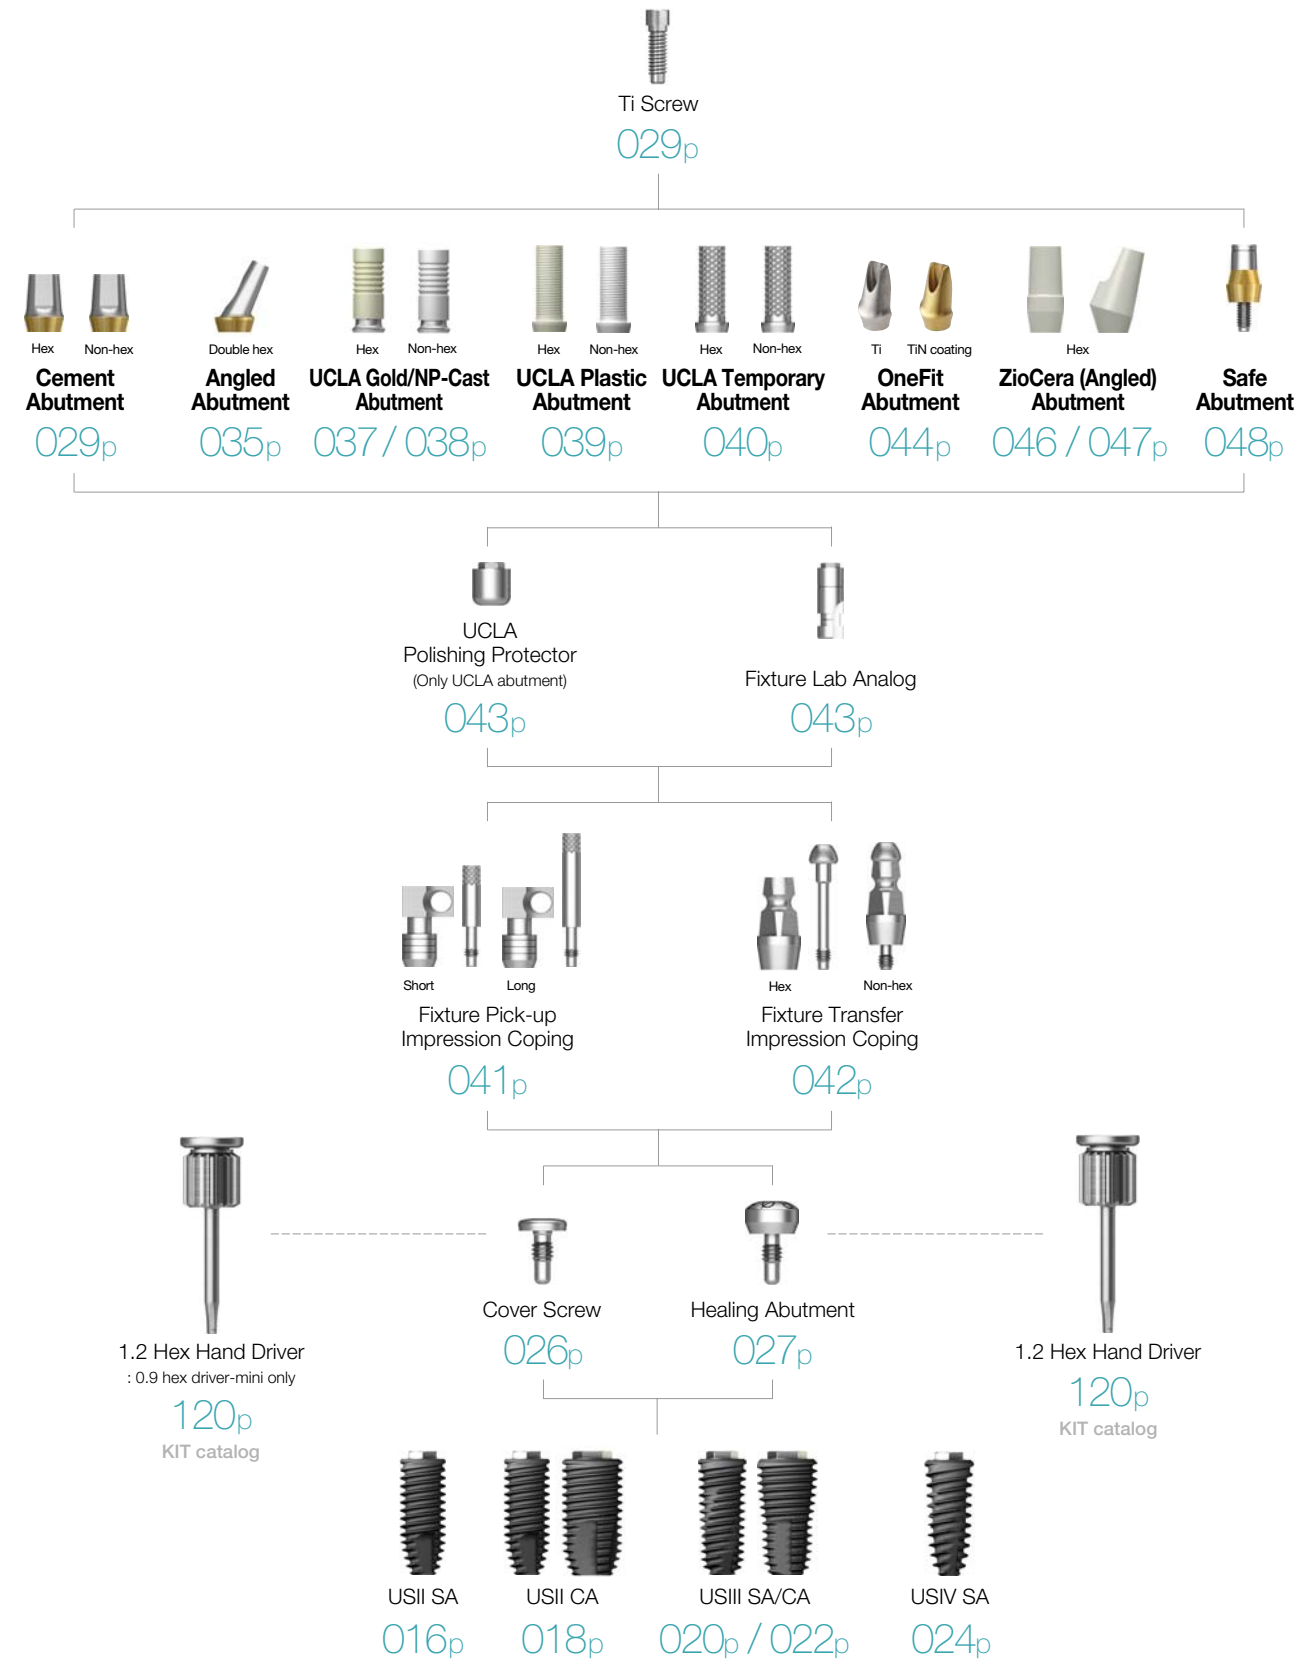 Ti Screw
029p
Hex Non-hex Double hex Hex Non-hex Hex Non-hex Hex Non-hex Ti TiN coating Hex
Cement Abutment
029p
Angled Abutment
035p
UCLA Gold/NP-Cast Abutment
037 / 038p
UCLA Plastic Abutment
039p
UCLA Temporary Abutment
040p
OneFit Abutment
044p
ZioCera (Angled) Abutment
046 / 047p
Safe Abutment
048p
UCLA
Polishing Protector
(Only UCLA abutment)
043p
Fixture Lab Analog
043p
Short Long
Fixture Pick-up
Impression Coping
041p
Hex Non-hex
Fixture Transfer
Impression Coping
042p
1.2 Hex Hand Driver
: 0.9 hex driver-mini only
120p
KIT catalog
Cover Screw
026p
Healing Abutment
027p
1.2 Hex Hand Driver
120p
KIT catalog
USII SA
016p
USII CA
018p
USIII SA/CA
020p / 022p
USIV SA
024p